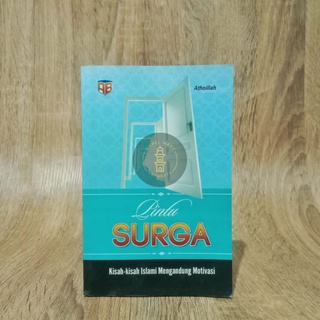 Athoillah
Pintu
SURGA
Kisah-kisah Islami Mengandung Motivasi